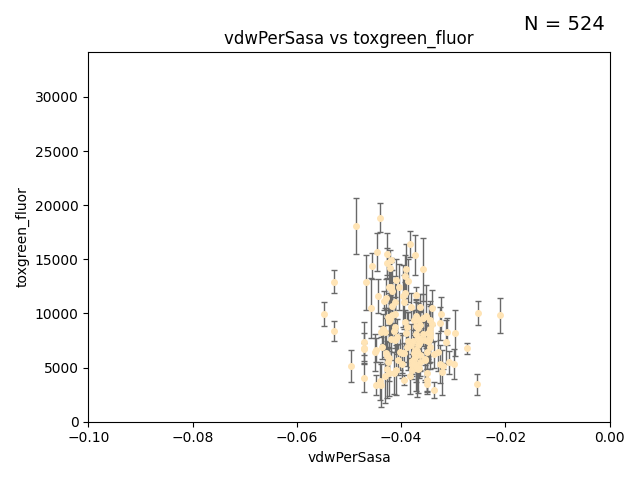 N = 524
vdwPerSasa vs toxgreen_fluor
30000
25000
20000
15000
10000
5000
0
toxgreen_fluor
−0.10 −0.08 −0.06 −0.04 −0.02 0.00
vdwPerSasa